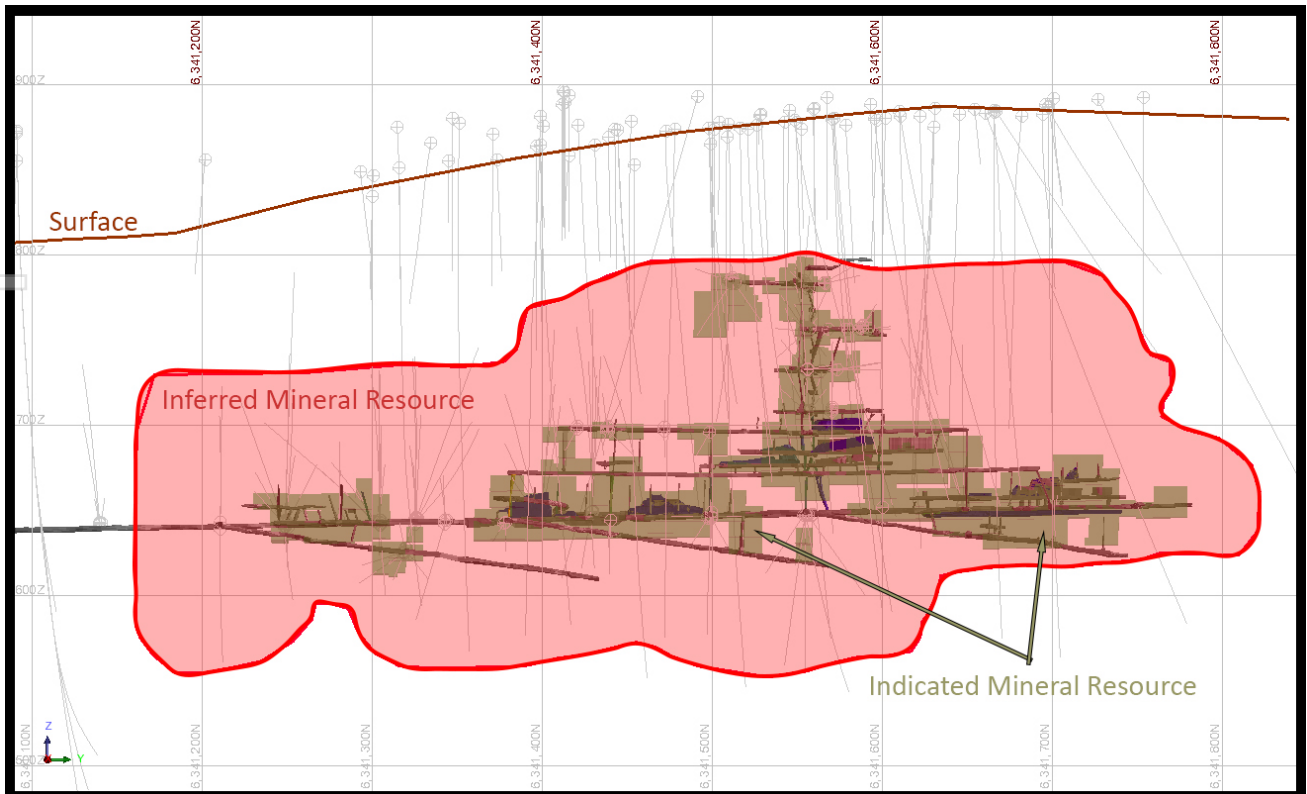 6,341,200N
6,341,400N
6,341,600N
6,341,800N
900Z
Surface
800Z
Inferred Mineral Resource
700Z
600Z
Indicated Mineral Resource
Z
Y
500Z
6,341,100N
6,341,200N
6,341,300N
6,341,400N
6,341,500N
6,341,600N
6,341,700N
6,341,800N